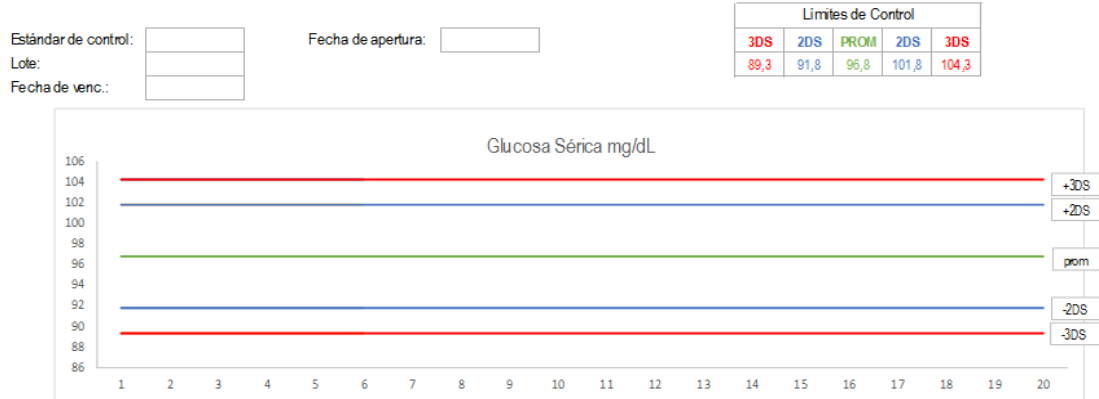 Límites de Control
Estándar de control:
Fecha de apertura:
3DS 2DS PROM 2DS 3DS
Lote:
89,3 91,8 96,8 101,8 104,3
Fecha de venc.:
Glucosa Sérica mg/dL
106
104
+3DS
102
+2DS
100
98
96
prom
94
92
-2DS
90
-3DS
88
86
1 2 3 4 5 6 7 8 9 10 11 12 13 14 15 16 17 18 19 20